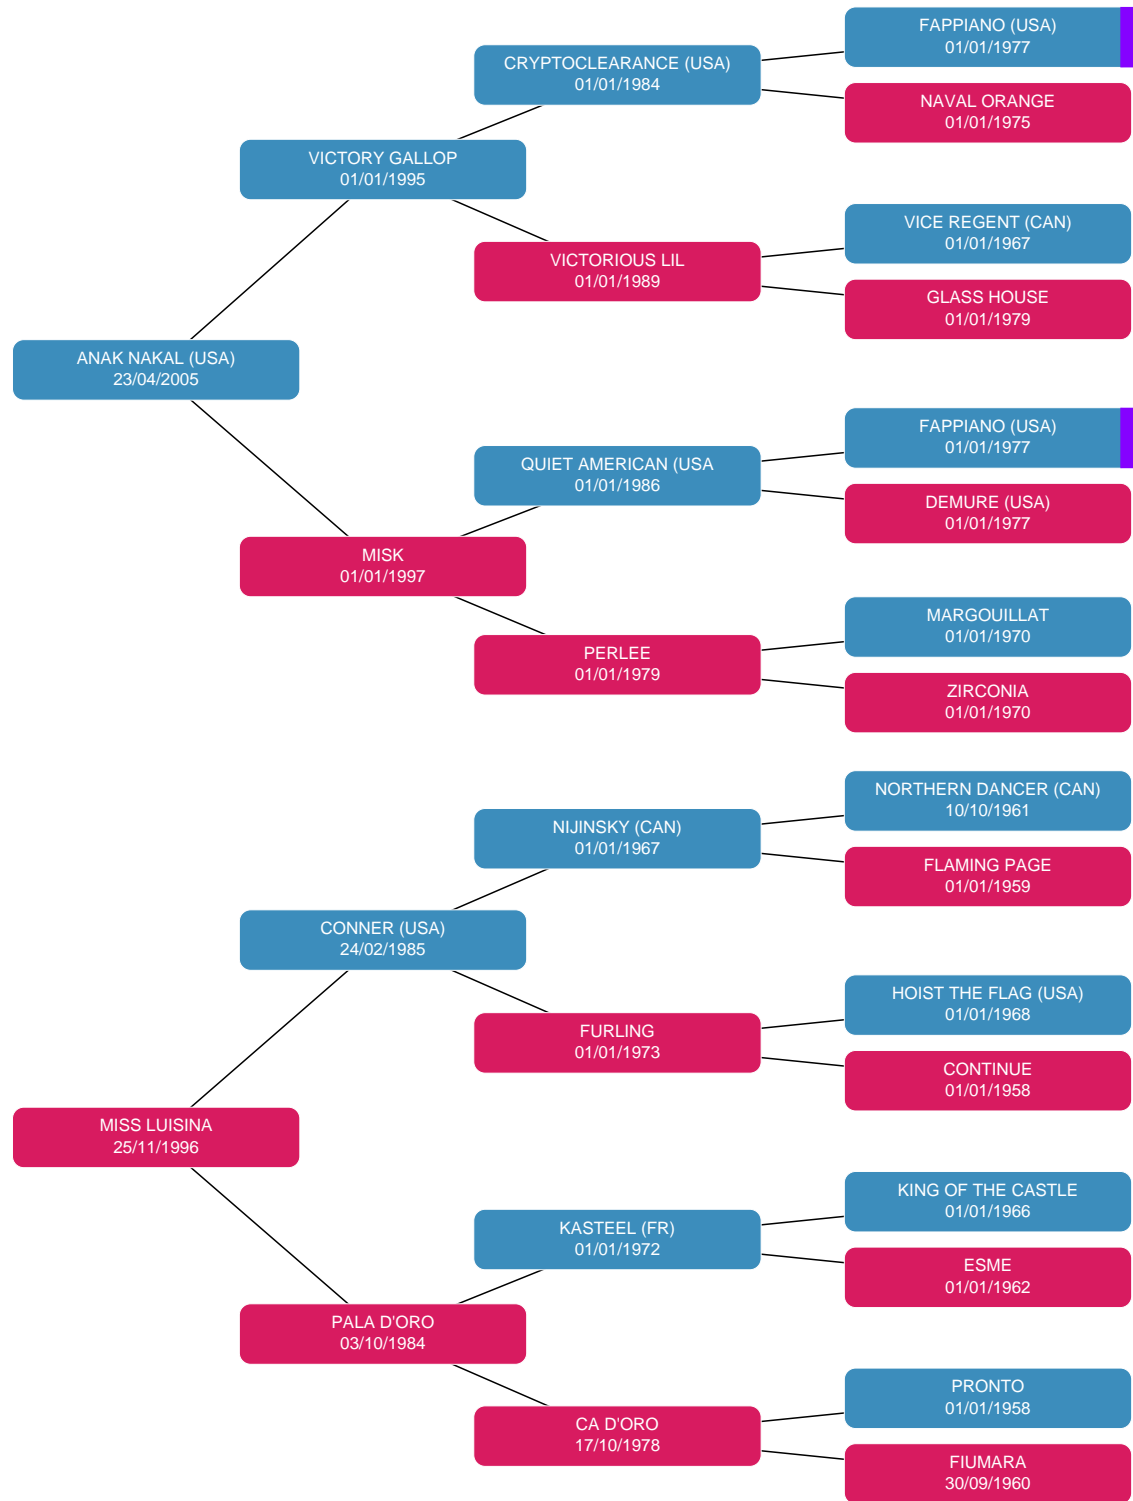 FAPPIANO (USA)
01/01/1977
CRYPTOCLEARANCE (USA)
01/01/1984
NAVAL ORANGE
01/01/1975
VICTORY GALLOP
01/01/1995
VICE REGENT (CAN)
01/01/1967
VICTORIOUS LIL
01/01/1989
GLASS HOUSE
01/01/1979
ANAK NAKAL (USA)
23/04/2005
FAPPIANO (USA)
01/01/1977
QUIET AMERICAN (USA
01/01/1986
DEMURE (USA)
01/01/1977
MISK
01/01/1997
MARGOUILLAT
01/01/1970
PERLEE
01/01/1979
ZIRCONIA
01/01/1970
NORTHERN DANCER (CAN)
10/10/1961
NIJINSKY (CAN)
01/01/1967
FLAMING PAGE
01/01/1959
CONNER (USA)
24/02/1985
HOIST THE FLAG (USA)
01/01/1968
FURLING
01/01/1973
CONTINUE
01/01/1958
MISS LUISINA
25/11/1996
KING OF THE CASTLE
01/01/1966
KASTEEL (FR)
01/01/1972
ESME
01/01/1962
PALA D'ORO
03/10/1984
PRONTO
01/01/1958
CA D'ORO
17/10/1978
FIUMARA
30/09/1960